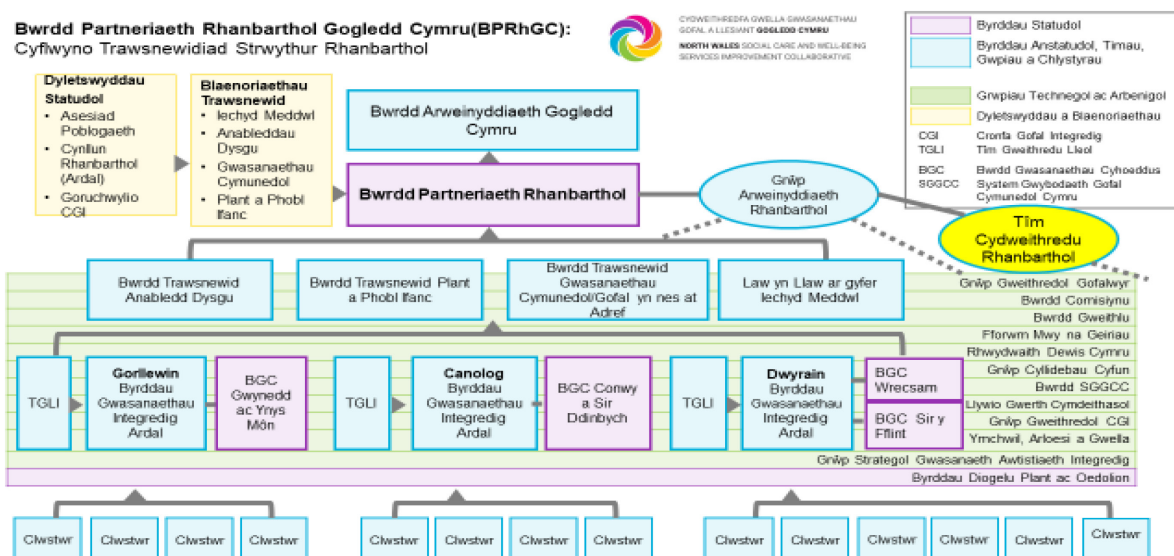 Bwrdd Partneriaeth Rhanbarthol Gogledd Cymru(BPRhGC):
Cyflwyno Trawsnewidiad Strwythur Rhanbarthol
CYDWEITHREDFA GWELLA GWASANAETHAU
GOFAL A LLESIANT GOGLEDD CYMRU
NORTH WALES SOCIAL CARE AND WELL-BEING
SERVICES IMPROVEMENT COLLABORATIVE
Byrddau Statudol
Byrddau Anstatudol, Timau,
Gwpiau a Chlystyrau
Grwpiau Technegol ac Arbenigol
Dyletswyddau a Blaenoriaethau
CGI Cronfa Gofal Integredig
TGLI Tîm Gweithredu Lleol
BGC Bwrdd Gwasanaethau Cyhoeddus
SGGCC System Gwybodaeth Gofal
Cymunedol Cymru
Dyletswyddau
Statudol
• Asesiad
Poblogaeth
• Cynllun
Rhanbarthol
(Ardal)
• Goruchwylio
CGI
Blaenoriaethau
Trawsnewid
• Iechyd Meddwl
• Anableddau
Dysgu
• Gwasanaethau
Cymunedol
• Plant a Phobl
Ifanc
Bwrdd Arweinyddiaeth Gogledd
Cymru
Bwrdd Partneriaeth Rhanbarthol
Grŵp
Arweinyddiaeth
Rhanbarthol
Tîm
Cydweithredu
Rhanbarthol
Bwrdd Trawsnewid
Anabledd Dysgu
Bwrdd Trawsnewid Plant
a Phobl Ifanc
Bwrdd Trawsnewid
Gwasanaethau
Cymunedol/Gofal yn nes at
Adref
Law yn Llaw ar gyfer
Iechyd Meddwl
Grŵp Gweithredol Gofalwyr
Bwrdd Comisiynu
Bwrdd Gweithlu
Fforwm Mwy na Geiriau
Rhwydwaith Dewis Cymru
Grŵp Cyllidebau Cyfun
Bwrdd SGGCC
Llywio Gwerth Cymdeithasol
Grŵp Gweithredol CGI
Ymchwil, Arloesi a Gwella
Grŵp Strategol Gwasanaeth Awtistiaeth Integredig
Byrddau Diogelu Plant ac Oedolion
TGLI
Gorllewin
Byrddau
Gwasanaethau
Integredig
Ardal
BGC
Gwynedd
ac Ynys
Môn
TGLI
Canolog
Byrddau
Gwasanaethau
Integredig
Ardal
BGC Conwy
a Sir
Ddinbych
TGLI
Dwyrain
Byrddau
Gwasanaethau
Integredig
Ardal
BGC
Wrecsam
BGC Sir y
Fflint
Clwstwr Clwstwr Clwstwr Clwstwr
Clwstwr Clwstwr Clwstwr Clwstwr
Clwstwr Clwstwr Clwstwr Clwstwr Clwstwr Clwstwr